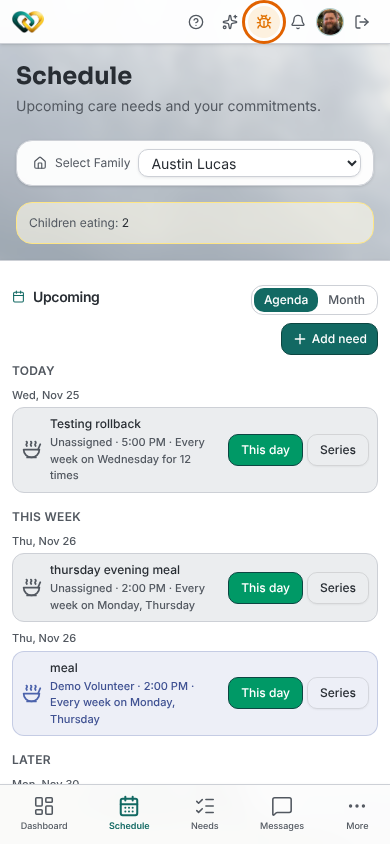 Schedule
Upcoming care needs and your commitments.
Select Family
Austin Lucas
Children eating: 2
Upcoming
Agenda
Month
Add need
TODAY
Wed, Nov 25
Testing rollback
Unassigned · 5:00 PM · Every
week on Wednesday for 12
times
This day
Series
THIS WEEK
Thu, Nov 26
thursday evening meal
Unassigned · 2:00 PM · Every
week on Monday, Thursday
This day
Series
Thu, Nov 26
meal
Demo Volunteer · 2:00 PM ·
Every week on Monday,
Thursday
This day
Series
LATER
Mon, Nov 30
Dashboard
Schedule
Needs
Messages
More